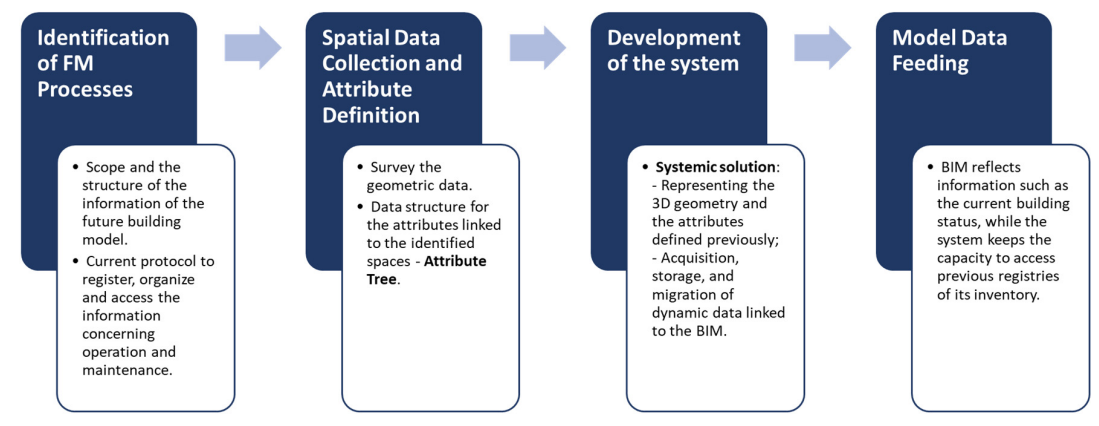 Identification
of FM
Processes
• Scope and the
structure of the
information of the
future building
model.
• Current protocol to
register, organize
and access the
information
concerning
operation and
maintenance.
Spatial Data
Collection and
Attribute
Definition
• Survey the
geometric data.
• Data structure for
the attributes linked
to the identified
spaces - Attribute
Tree.
Development
of the system
• Systemic solution:
- Representing the
3D geometry and
the attributes
defined previously;
- Acquisition,
storage, and
migration of
dynamic data linked
to the BIM.
Model Data
Feeding
• BIM reflects
information such as
the current building
status, while the
system keeps the
capacity to access
previous registries
of its inventory.